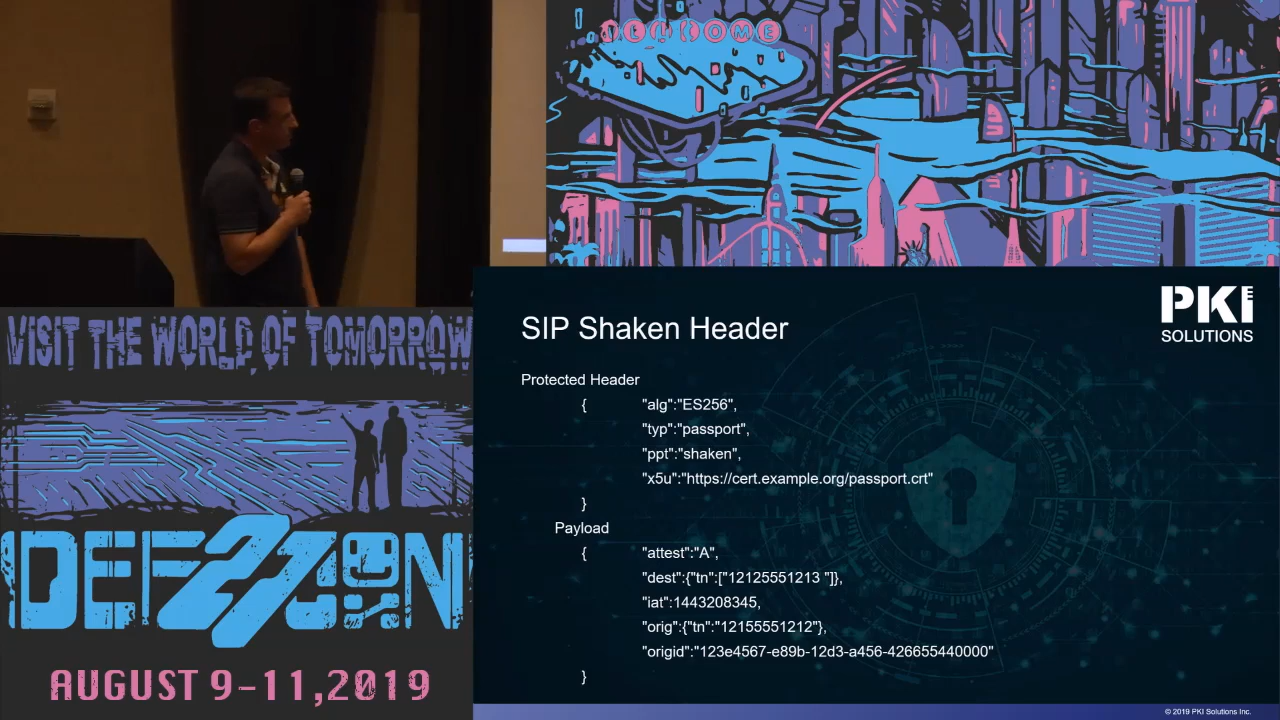 WELCOME
PKI
SOLUTIONS
SIP Shaken Header
Protected Header
{ "alg":"ES256",
"typ":"passport",
"ppt":"shaken",
"x5u":"https://cert.example.org/passport.crt"
}
Payload
{ "attest":"A",
"dest":{"tn":["12125551213 "]},
"iat":1443208345,
"orig":{"tn":"12155551212"},
"origid":"123e4567-e89b-12d3-a456-426655440000"
}
© 2019 PKI Solutions Inc.
VISIT THE WORLD OF TOMORROW
DEF27CON
AUGUST 9-11,2019